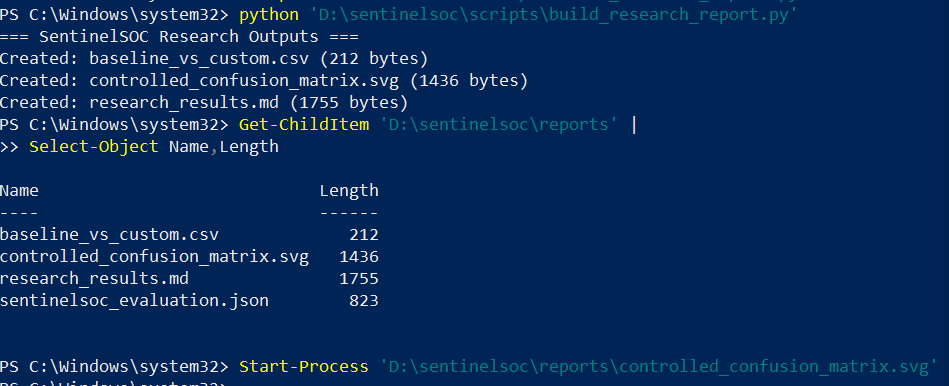 PS C:\Windows\system32> python 'D:\sentinelsoc\scripts\build_research_report.py'
=== SentinelSOC Research Outputs ===
Created: baseline_vs_custom.csv (212 bytes)
Created: controlled_confusion_matrix.svg (1436 bytes)
Created: research_results.md (1755 bytes)
PS C:\Windows\system32> Get-ChildItem 'D:\sentinelsoc\reports' |
>> Select-Object Name,Length
Name Length
---- ------
baseline_vs_custom.csv 212
controlled_confusion_matrix.svg 1436
research_results.md 1755
sentinelsoc_evaluation.json 823
PS C:\Windows\system32> Start-Process 'D:\sentinelsoc\reports\controlled_confusion_matrix.svg'
PS C:\Windows\system32>